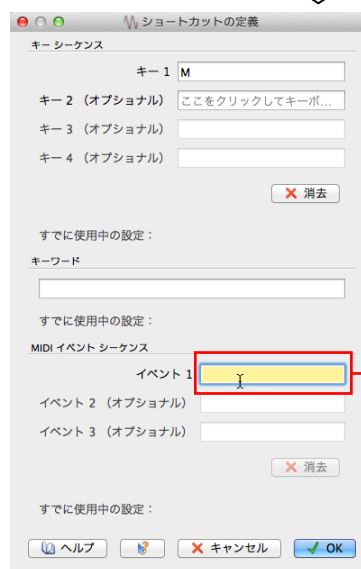 ショートカットの定義
キー シーケンス
キー 1 M
キー 2 (オプショナル) ここをクリックしてキーボ...
キー 3 (オプショナル)
キー 4 (オプショナル)
消去
すでに使用中の設定：
キーワード
すでに使用中の設定：
MIDI イベント シーケンス
イベント 1
イベント 2 (オプショナル)
イベント 3 (オプショナル)
消去
すでに使用中の設定：
ヘルプ キャンセル OK